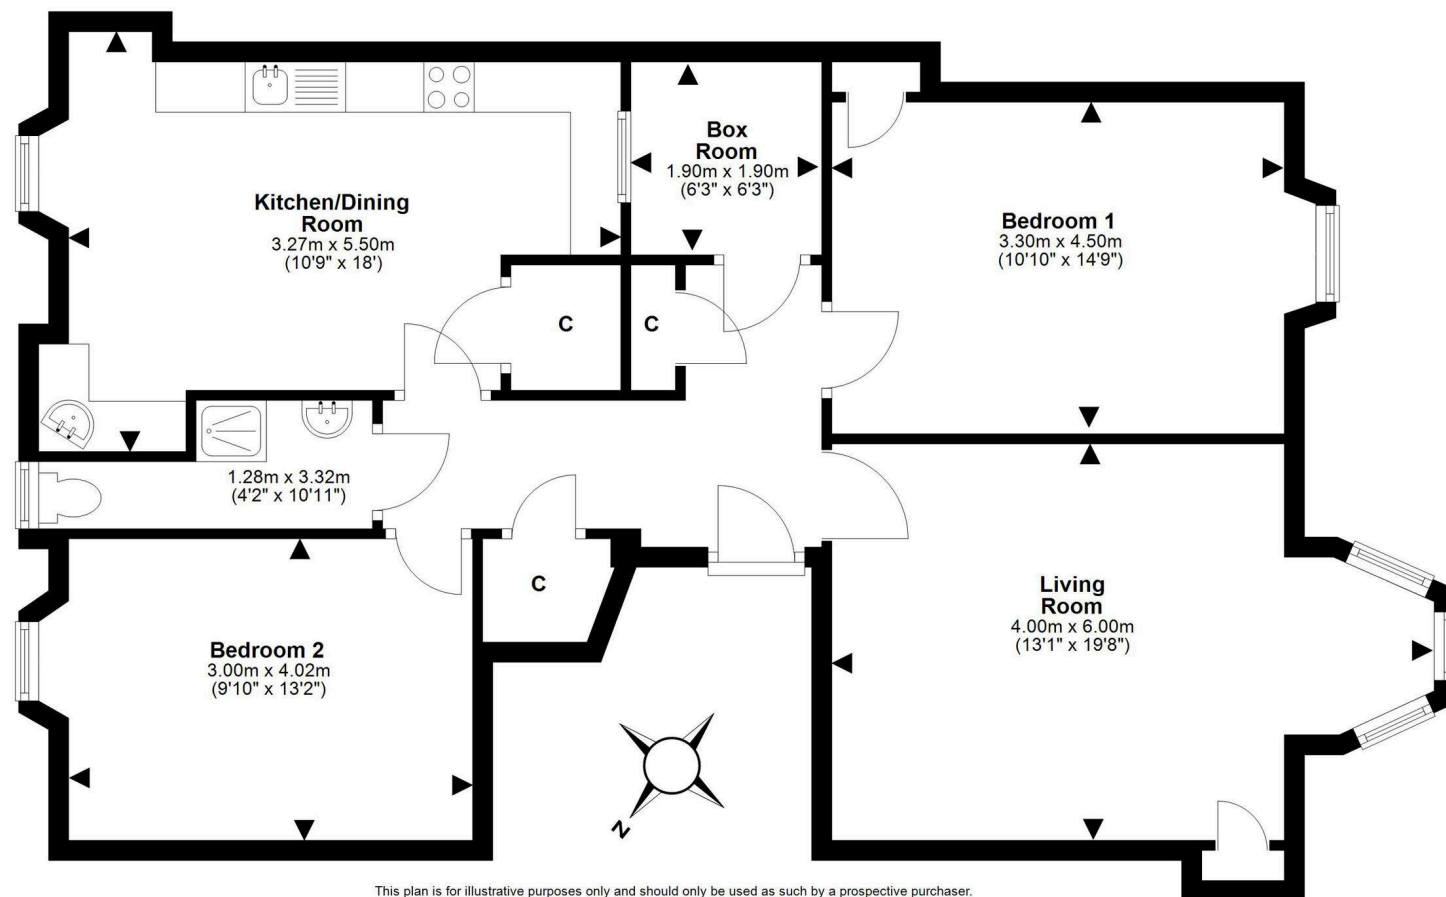 Kitchen/Dining
Room
3.27m x 5.50m
(10'9" x 18')
Box
Room
1.90m x 1.90m
(6'3" x 6'3")
Bedroom 1
3.30m x 4.50m
(10'10" x 14'9")
C
C
1.28m x 3.32m
(4'2" x 10'11")
C
Living
Room
4.00m x 6.00m
(13'1" x 19'8")
Bedroom 2
3.00m x 4.02m
(9'10" x 13'2")
N
This plan is for illustrative purposes only and should only be used as such by a prospective purchaser.